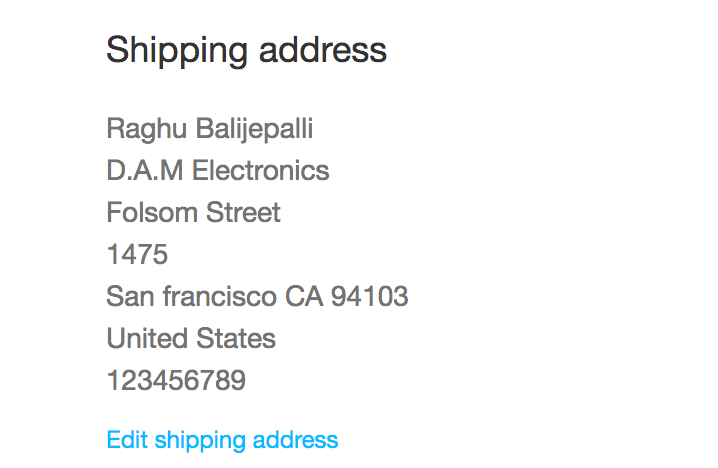 Shipping address
Raghu Balijepalli
D.A.M Electronics
Folsom Street
1475
San francisco CA 94103
United States
123456789
Edit shipping address